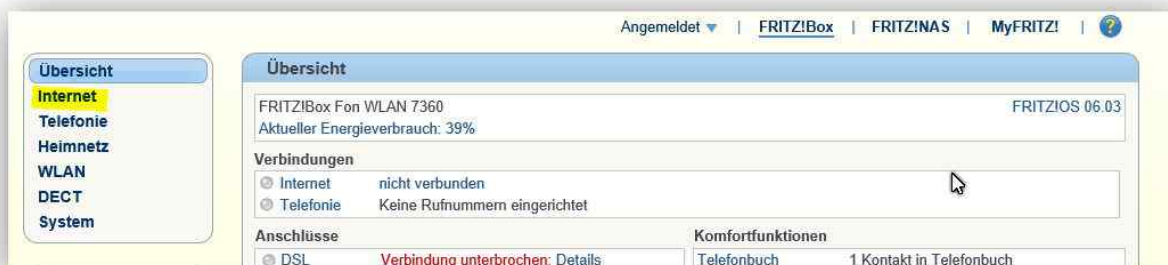 Angemeldet | FRITZ!Box | FRITZ!NAS | MyFRITZ! | ?
Übersicht
Internet
Telefonie
Heimnetz
WLAN
DECT
System
Übersicht
FRITZ!Box Fon WLAN 7360 FRITZ!OS 06.03
Aktueller Energieverbrauch: 39%
Verbindungen
Internet nicht verbunden
Telefonie Keine Rufnummern eingerichtet
Anschlüsse
DSL Verbindung unterbrochen: Details
Komfortfunktionen
Telefonbuch 1 Kontakt in Telefonbuch